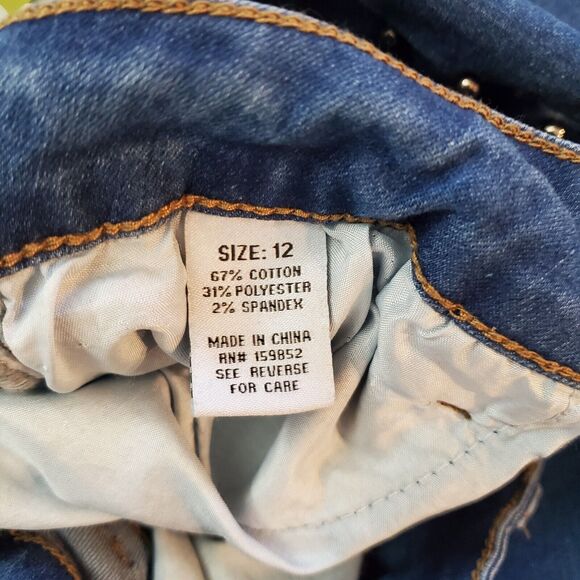 SIZE: 12
67% COTTON
31% POLYESTER
2% SPANDEX
MADE IN CHINA
RN# 159852
SEE REVERSE
FOR CARE